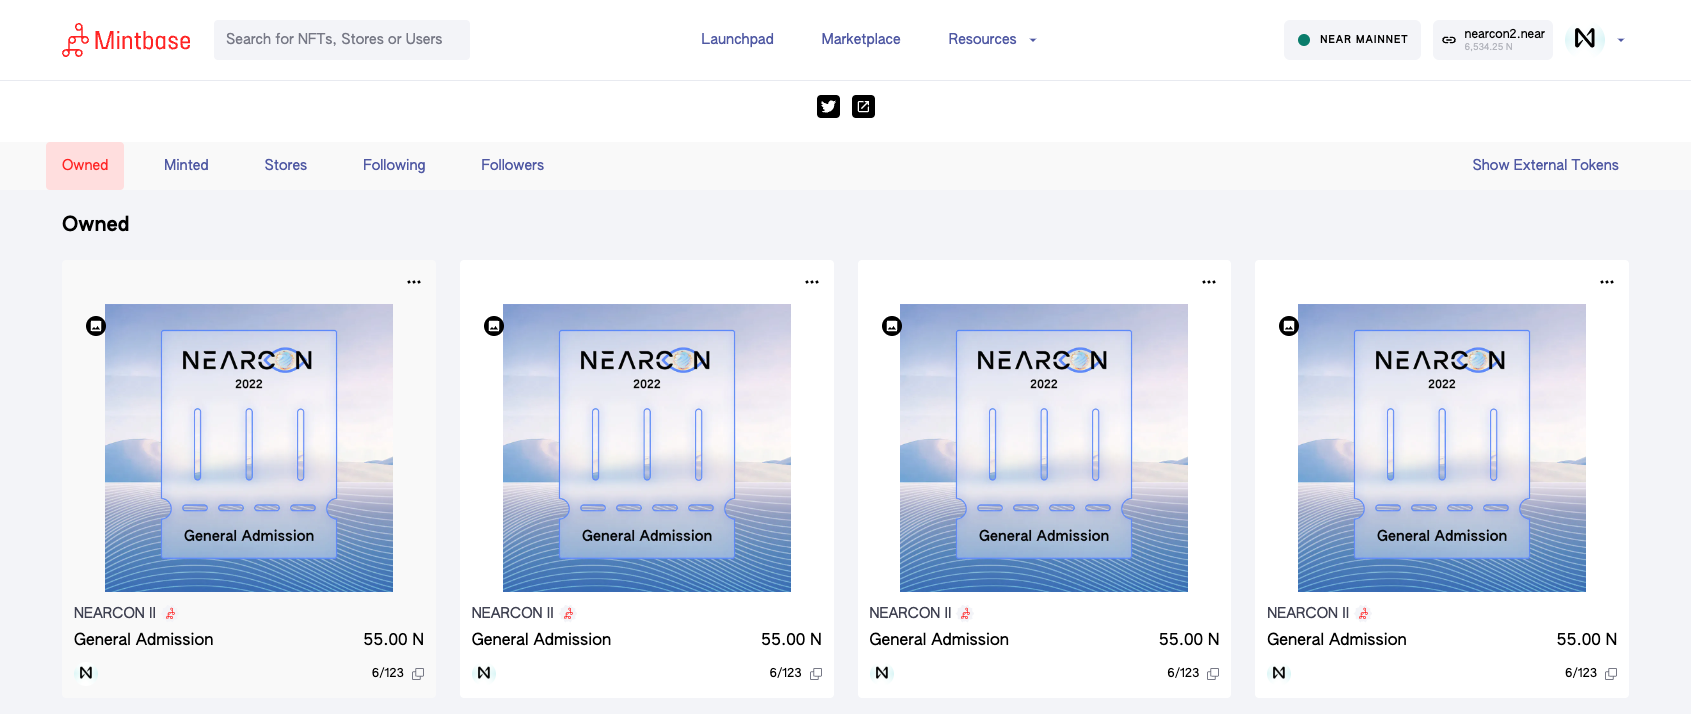 Mintbase
Search for NFTs, Stores or Users
Launchpad
Marketplace
Resources
NEAR MAINNET
nearcon2.near
6,534.25 N
Owned
Minted
Stores
Following
Followers
Show External Tokens
Owned
NEARCON
2022
General Admission
NEARCON II
General Admission
55.00 N
6/123
NEARCON
2022
General Admission
NEARCON II
General Admission
55.00 N
6/123
NEARCON
2022
General Admission
NEARCON II
General Admission
55.00 N
6/123
NEARCON
2022
General Admission
NEARCON II
General Admission
55.00 N
6/123